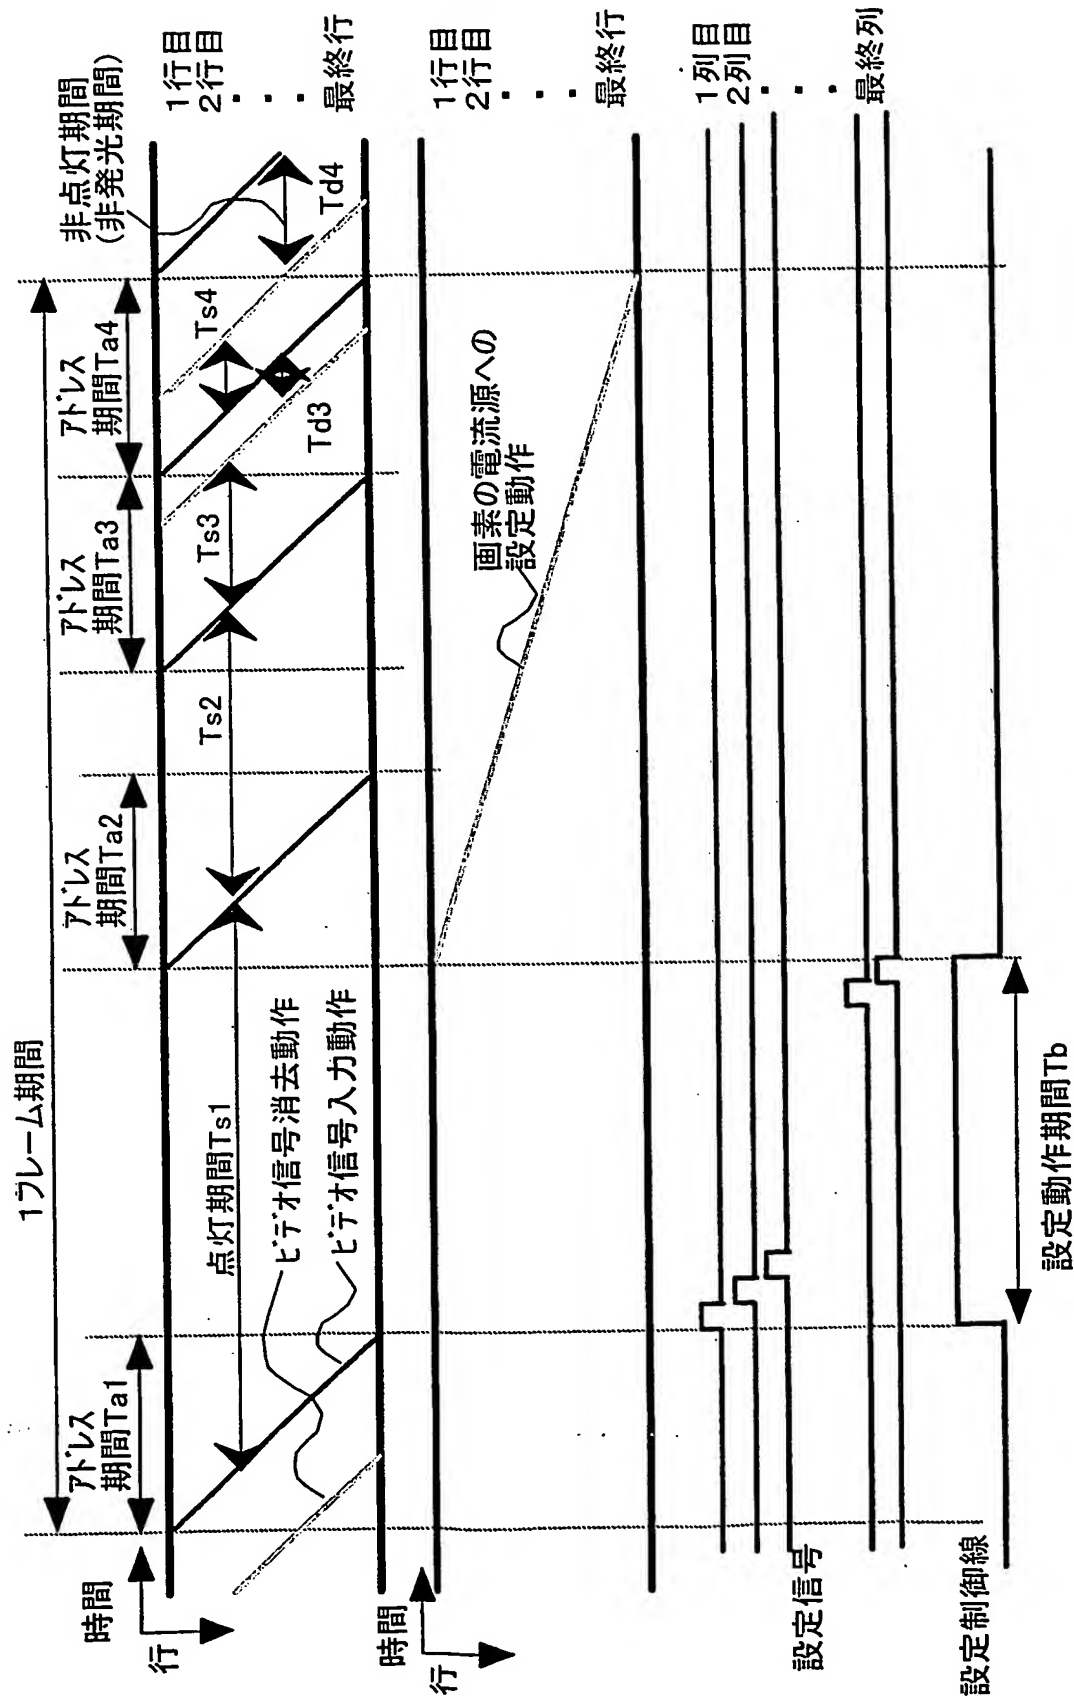 1フレーム期間
アドレス
期間Ta1
アドレス
期間Ta2
アドレス
期間Ta3
アドレス
期間Ta4
非点灯期間
(非発光期間)
時間
行
1行目
2行目
・
・
・
最終行
点灯期間Ts1
Ts2
Ts3
Ts4
Td3
Td4
ビデオ信号消去動作
ビデオ信号入力動作
時間
行
1行目
2行目
・
・
・
最終行
画素の電流源への
設定動作
設定信号
1列目
2列目
・
・
・
最終列
設定制御線
設定動作期間Tb